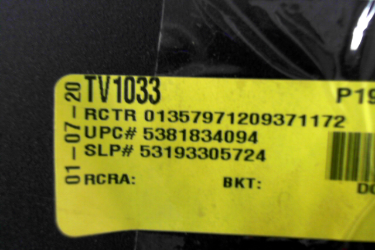 01-07-20
TV1033 P19
RCTR 01357971209371172
UPC# 5381834094
SLP# 53193305724
RCRA: BKT: